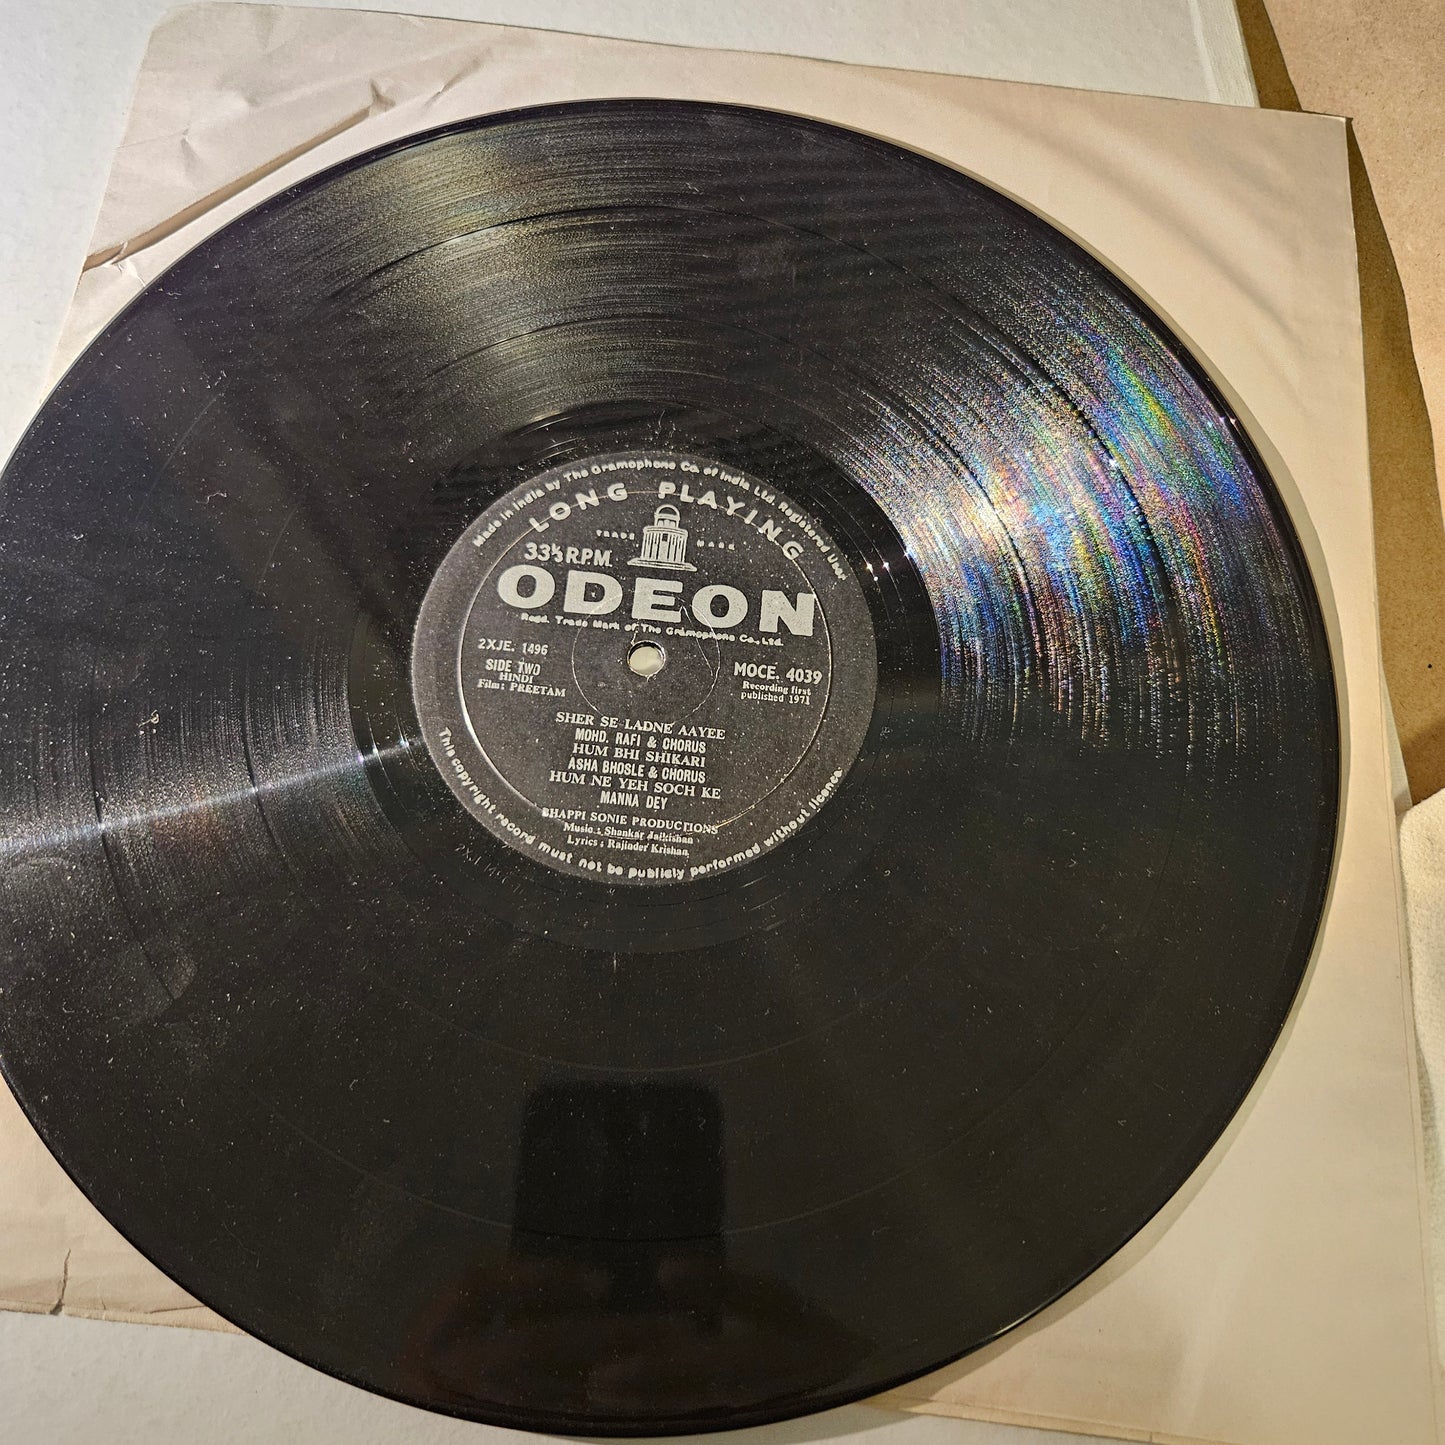 Made in India by The Gramophone Co. of India Ltd. Registered User
LONG PLAYING
TRADE MARK
33⅓ R.P.M.
ODEON
Regd. Trade Mark of The Gramophone Co., Ltd.
2XJE. 1496
SIDE TWO
HINDI
Film: PREETAM
MOCE. 4039
Recording first
published 1971
SHER SE LADNE AAYEE
MOHD. RAFI & CHORUS
HUM BHI SHIKARI
ASHA BHOSLE & CHORUS
HUM NE YEH SOCH KE
MANNA DEY
BHAPPI SONIE PRODUCTIONS
Music : Shankar Jaikishan
Lyrics : Rajinder Krishan
This copyright record must not be publicly performed without licence.